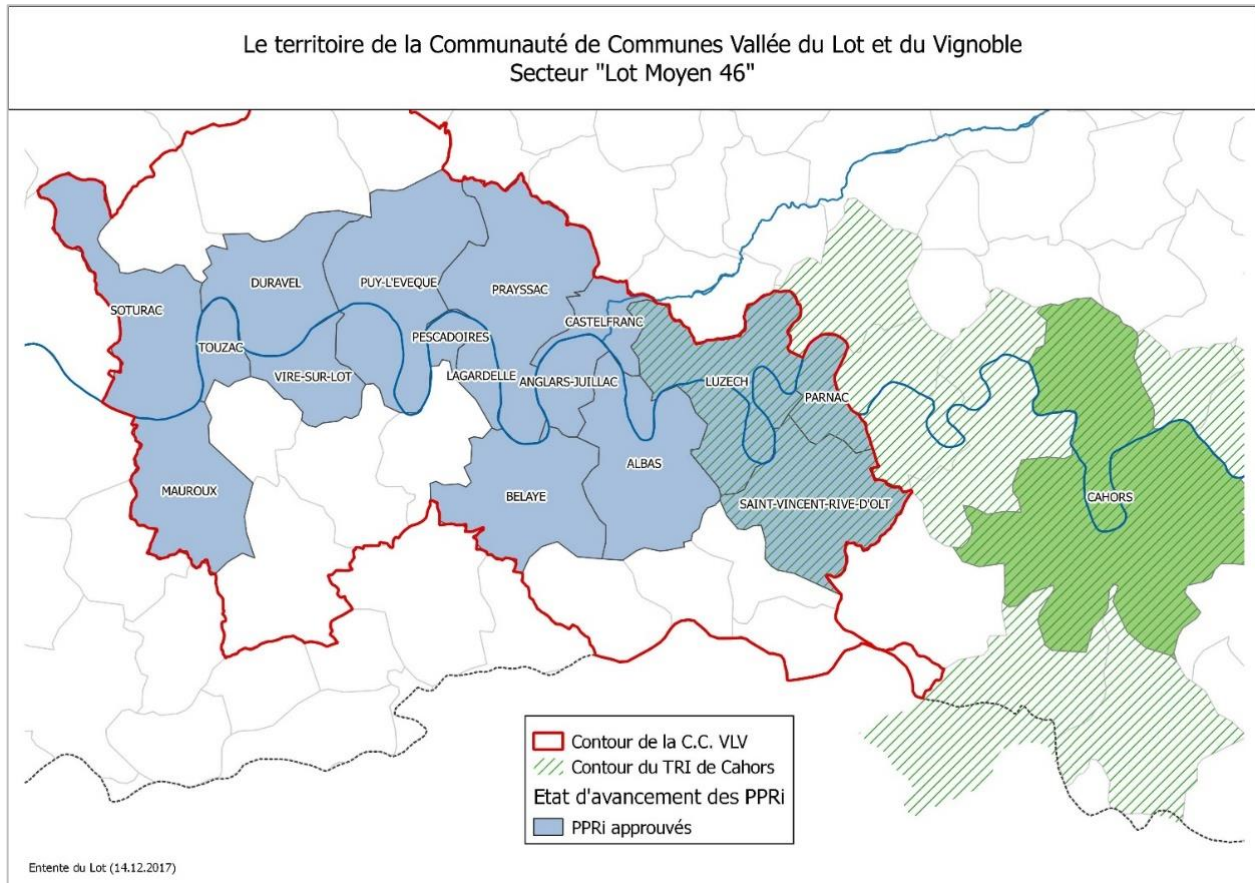 Le territoire de la Communauté de Communes Vallée du Lot et du Vignoble
Secteur "Lot Moyen 46"
DURAVEL
PUY-L'EVEQUE
PRAYSSAC
SOTURAC
CASTELFRANC
PESCADOIRES
TOUZAC
VIRE-SUR-LOT
LAGARDELLE
ANGLARS-JUILLAC
LUZECH
PARNAC
ALBAS
MAUROUX
BELAYE
SAINT-VINCENT-RIVE-D'OLT
CAHORS
Contour de la C.C. VLV
Contour du TRI de Cahors
Etat d'avancement des PPRi
PPRi approuvés
Entente du Lot (14.12.2017)